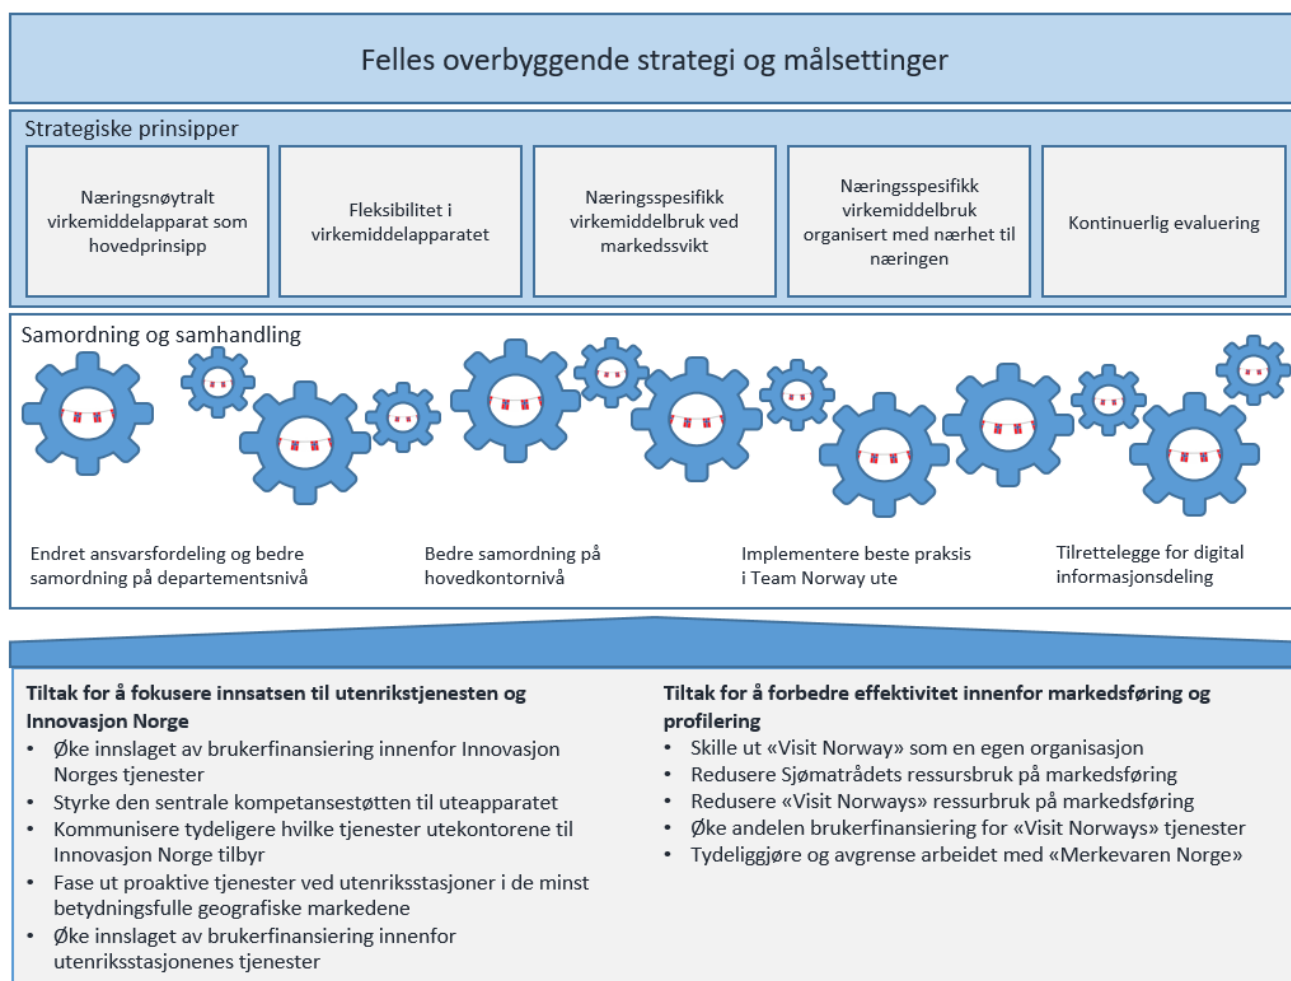 Felles overbyggende strategi og målsettinger
Strategiske prinsipper
Næringsnøytralt
virkemiddelapparat som
hovedprinsipp
Fleksibilitet i
virkemiddelapparatet
Næringsspesifikk
virkemiddelbruk ved
markedssvikt
Næringsspesifikk
virkemiddelbruk
organisert med nærhet til
næringen
Kontinuerlig evaluering
Samordning og samhandling
Endret ansvarsfordeling og bedre
samordning på departementsnivå
Bedre samordning på
hovedkontornivå
Implementere beste praksis
i Team Norway ute
Tilrettelegge for digital
informasjonsdeling
Tiltak for å fokusere innsatsen til utenrikstjenesten og
Innovasjon Norge
• Øke innslaget av brukerfinansiering innenfor Innovasjon
Norges tjenester
• Styrke den sentrale kompetansestøtten til uteapparatet
• Kommunisere tydeligere hvilke tjenester utekontorene til
Innovasjon Norge tilbyr
• Fase ut proaktive tjenester ved utenriksstasjoner i de minst
betydningsfulle geografiske markedene
• Øke innslaget av brukerfinansiering innenfor
utenriksstasjonenes tjenester
Tiltak for å forbedre effektivitet innenfor markedsføring og
profilering
• Skille ut «Visit Norway» som en egen organisasjon
• Redusere Sjømatrådets ressursbruk på markedsføring
• Redusere «Visit Norways» ressurbruk på markedsføring
• Øke andelen brukerfinansiering for «Visit Norways» tjenester
• Tydeliggjøre og avgrense arbeidet med «Merkevaren Norge»